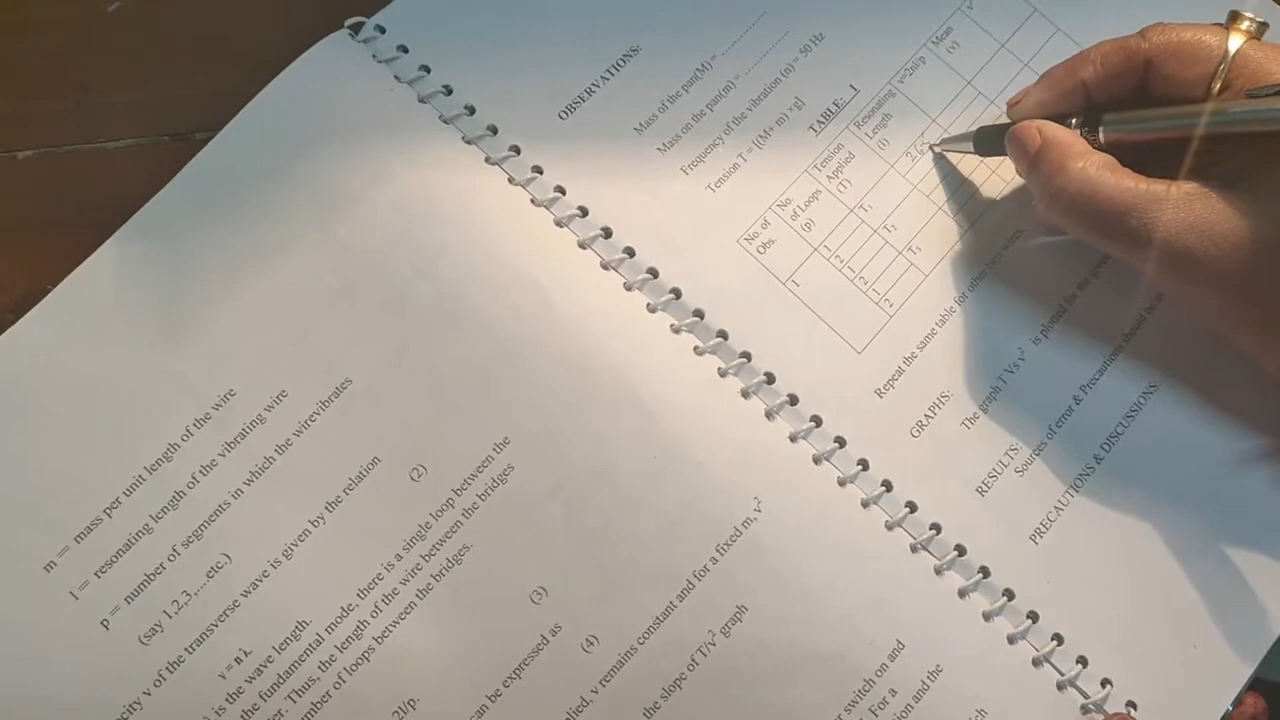 m = mass per unit length of the wire
l = resonating length of the vibrating wire
p = number of segments in which the wirevibrates
(say 1,2,3,...etc.)
city v of the transverse wave is given by the relation
v = n λ (2)
is the wave length.
the fundamental mode, there is a single loop between the
er. Thus, the length of the wire between the bridges
mber of loops between the bridges.
2l/p. (3)
can be expressed as
(4)
lied, v remains constant and for a fixed m, v²
the slope of T/v² graph
r switch on and
. For a
ion and the
OBSERVATIONS:
Mass of the pan(M) = ..................
Mass on the pan(m) = ..................
Frequency of the vibration (n) = 50 Hz
Tension T = [(M+ m) ×g]
TABLE: 1
No. of Obs. No. of Loops (p) Tension Applied (T) Resonating Length (l) v=2nl/p Mean (v)
1 1 T₁
2
1 T₂
2
1 T₃
2
Repeat the same table for other two wires.
GRAPHS:
The graph T Vs v² is plotted for the
RESULTS:
Sources of error & Precautions should be
PRECAUTIONS & DISCUSSIONS: